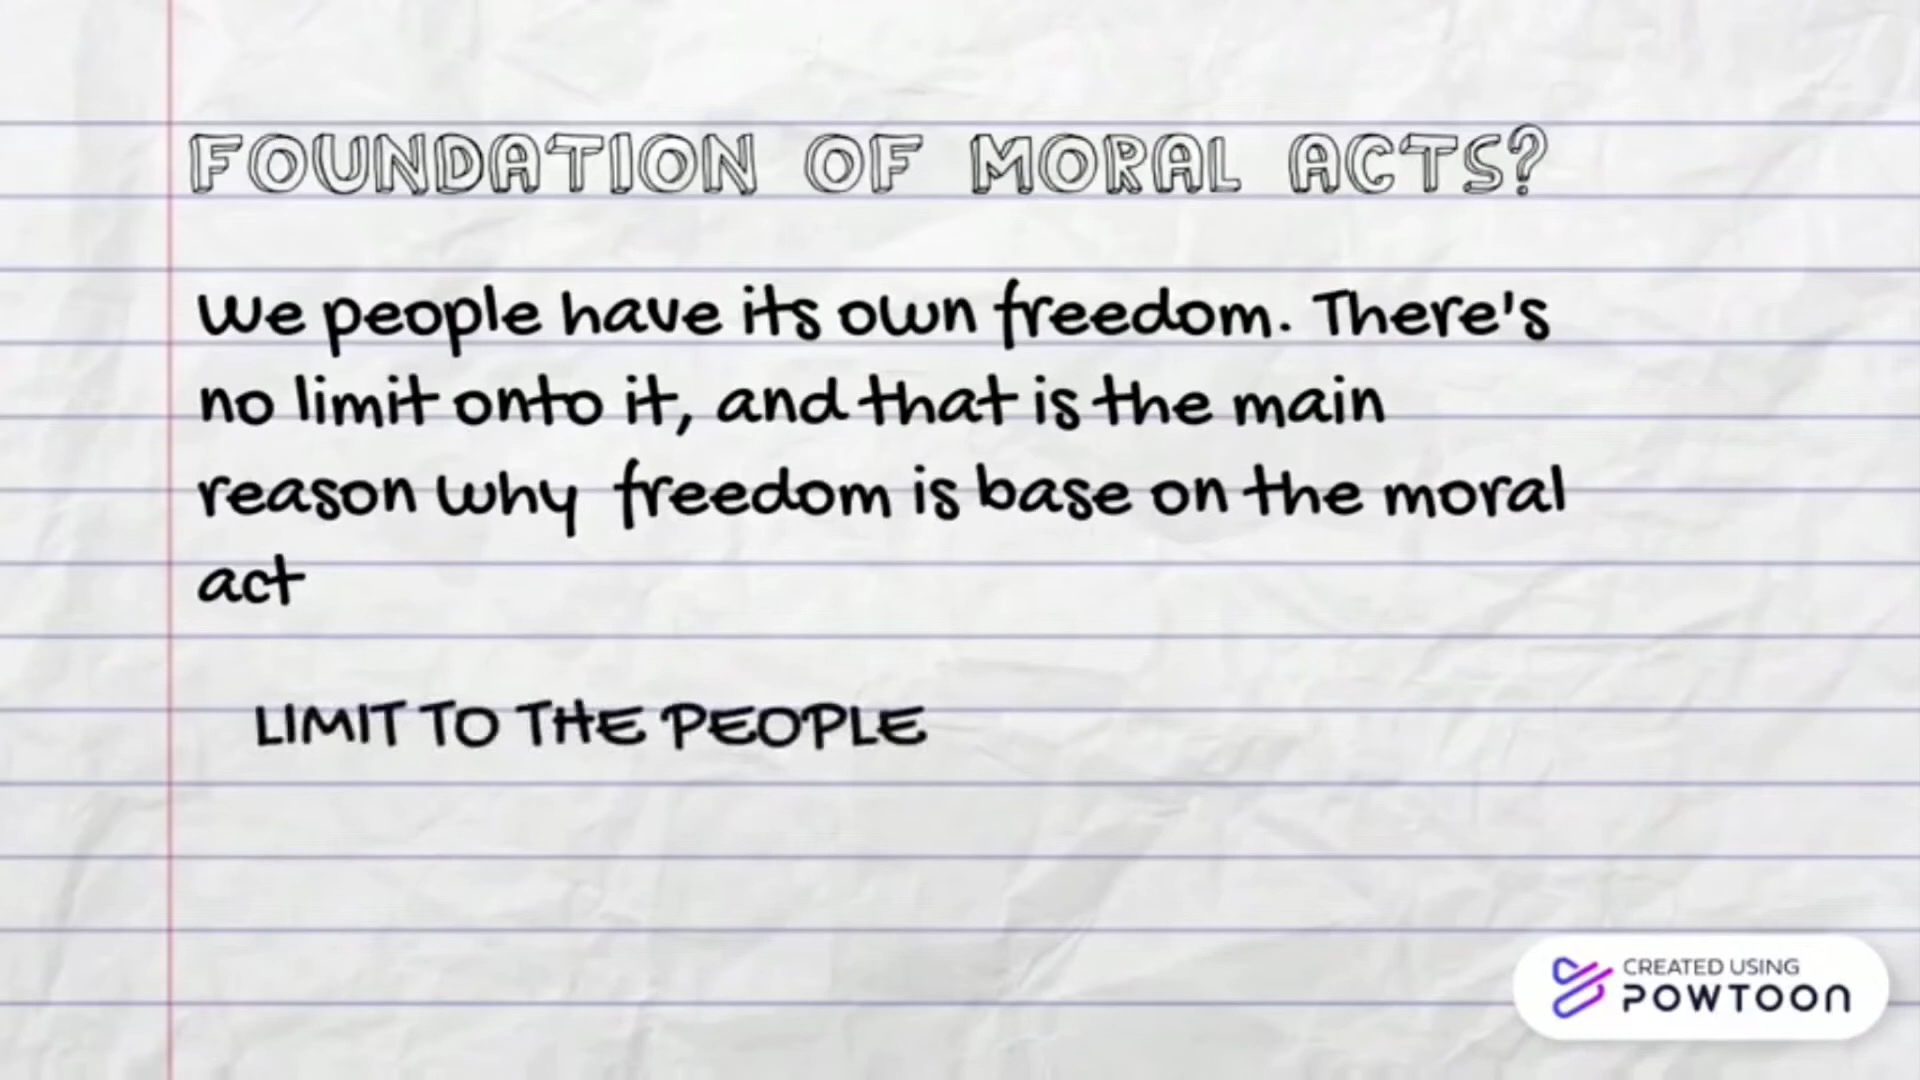 FOUNDATION OF MORAL ACTS?
We people have its own freedom. There's
no limit onto it, and that is the main
reason why freedom is base on the moral
act
LIMIT TO THE PEOPLE
CREATED USING
POWTOON